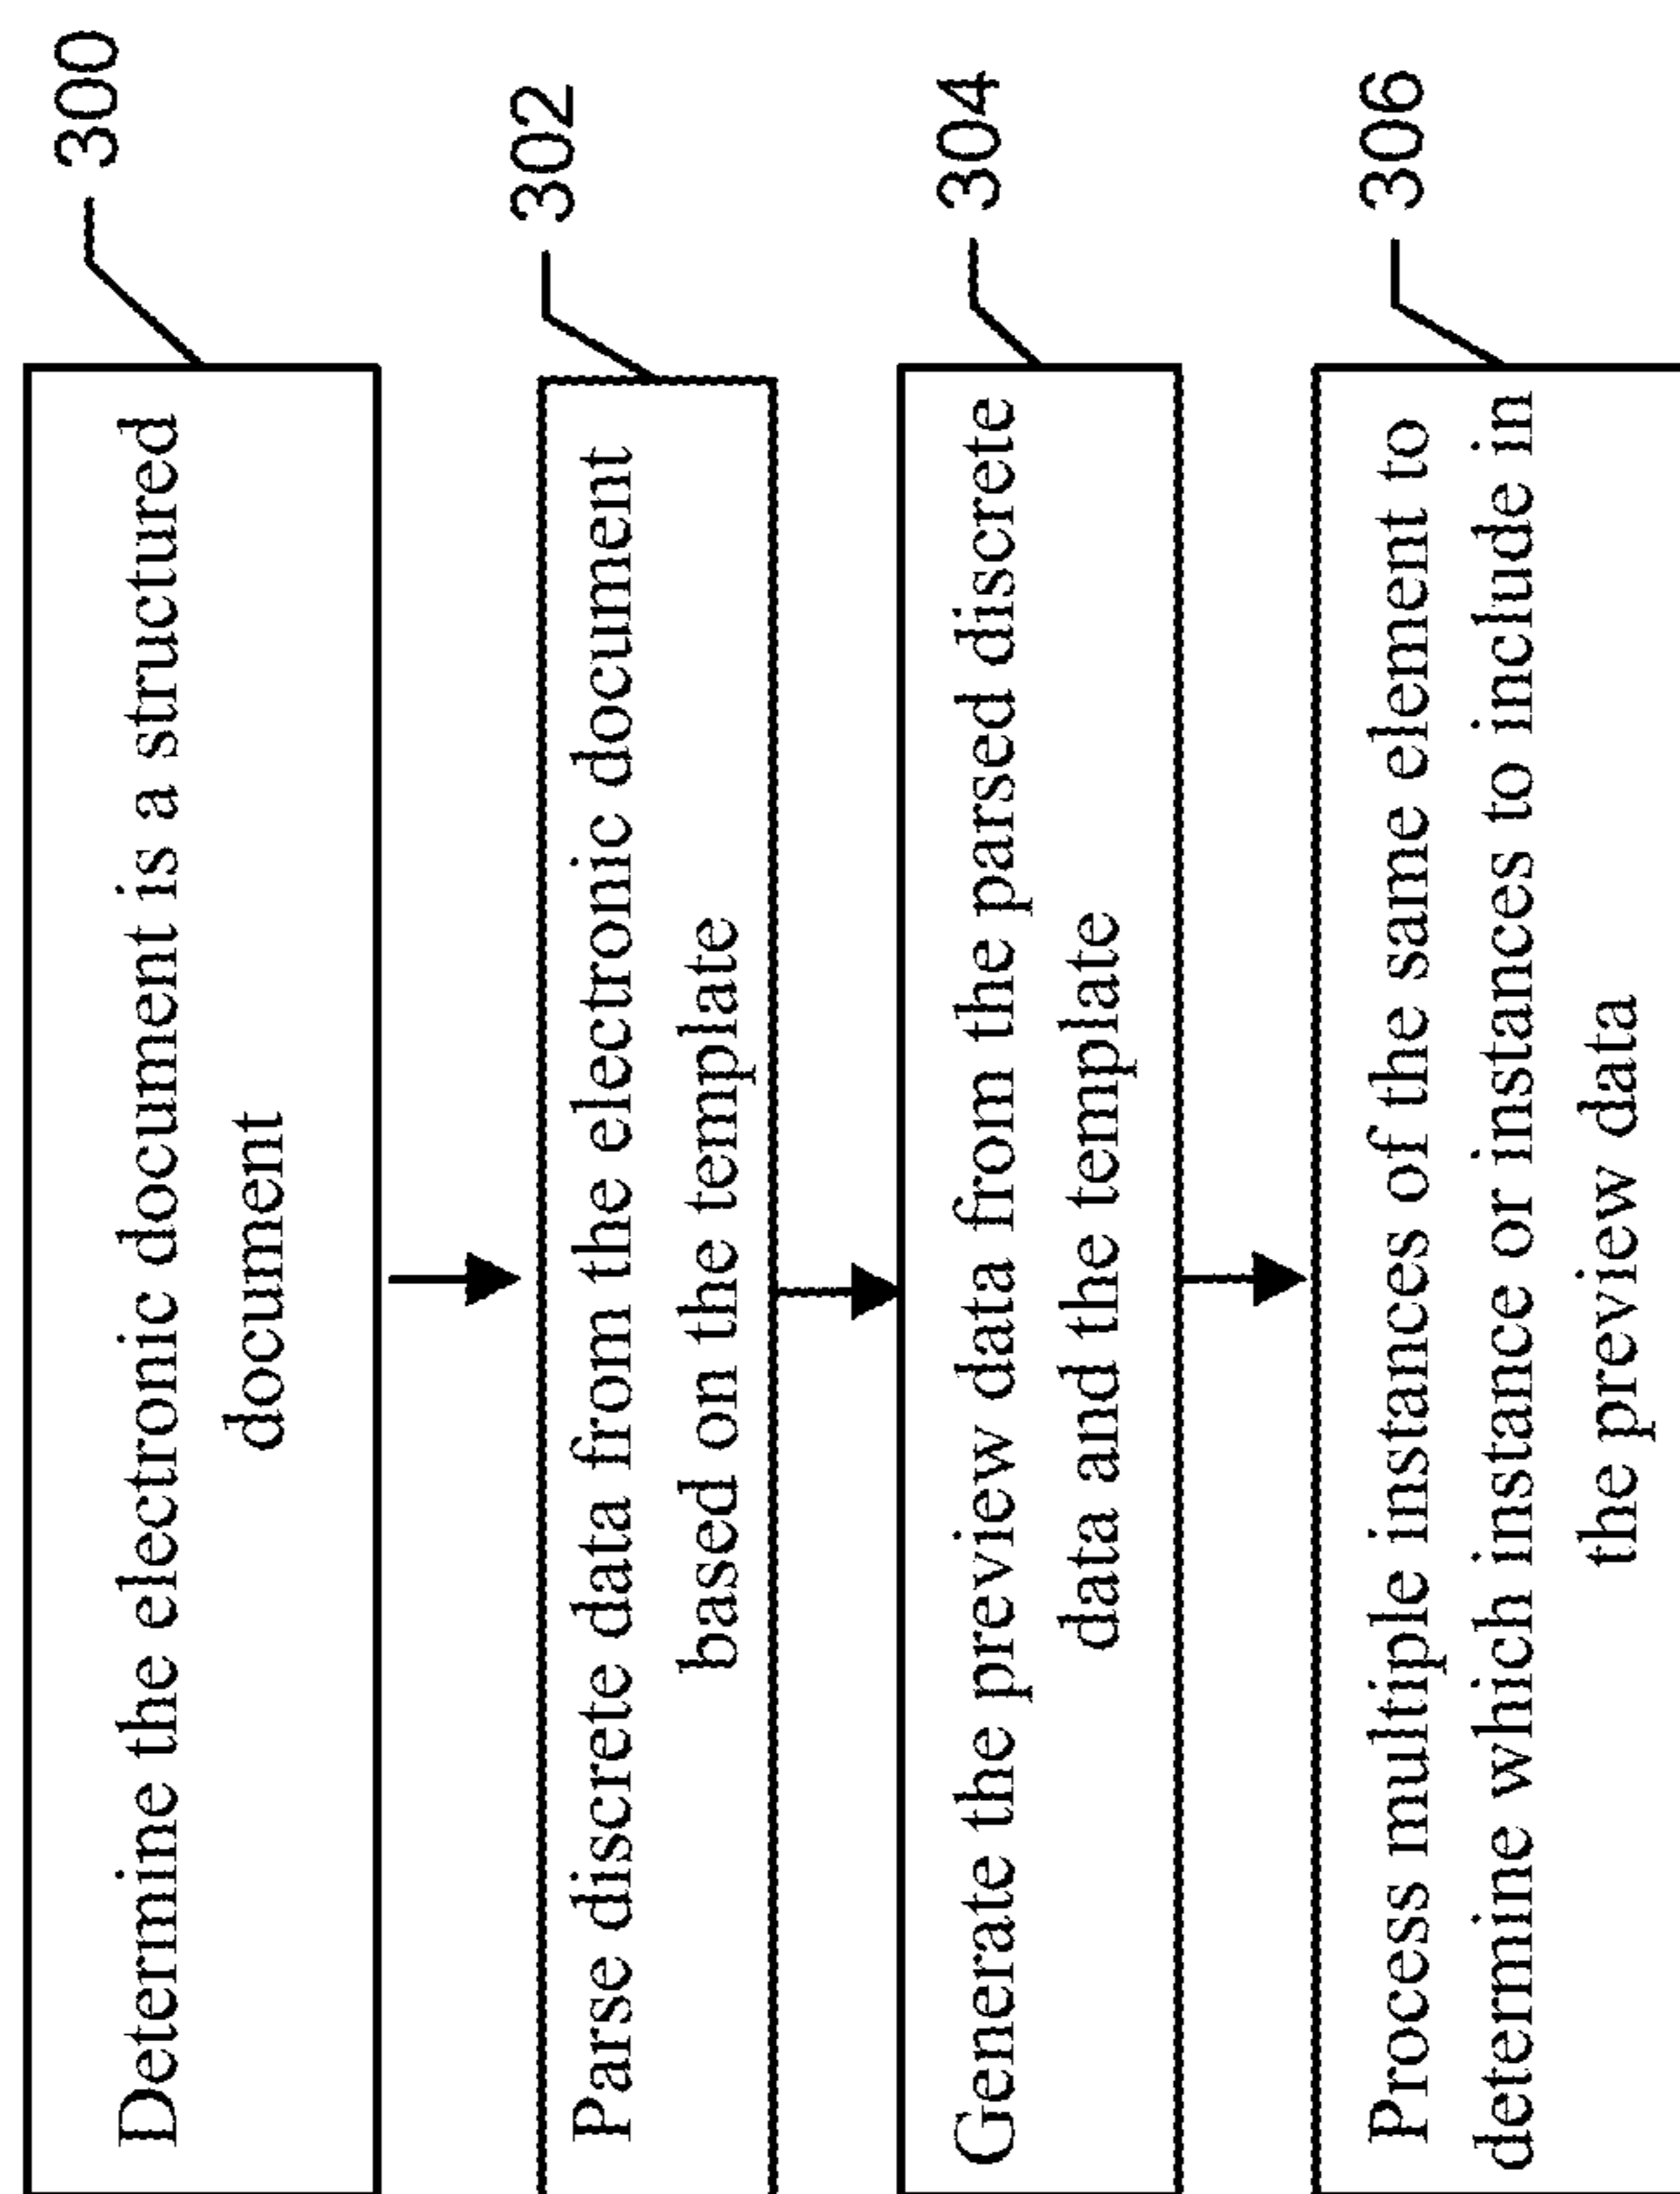 300
Determine the electronic document is a structured
document
302
Parse discrete data from the electronic document
based on the template
304
Generate the preview data from the parsed discrete
data and the template
306
Process multiple instances of the same element to
determine which instance or instances to include in
the preview data